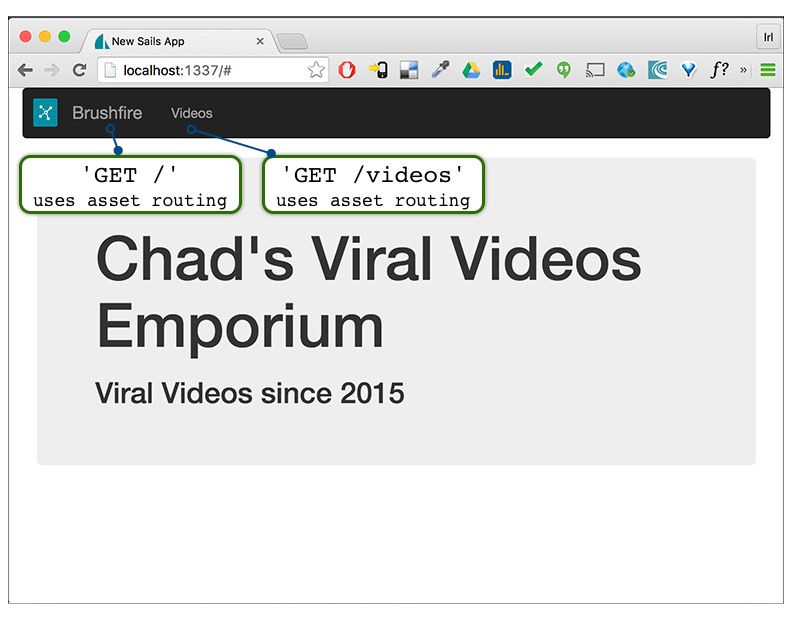 New Sails App
Irl
localhost:1337/#
f?
»
Brushfire
Videos
'GET /'
uses asset routing
'GET /videos'
uses asset routing
Chad's Viral Videos
Emporium
Viral Videos since 2015